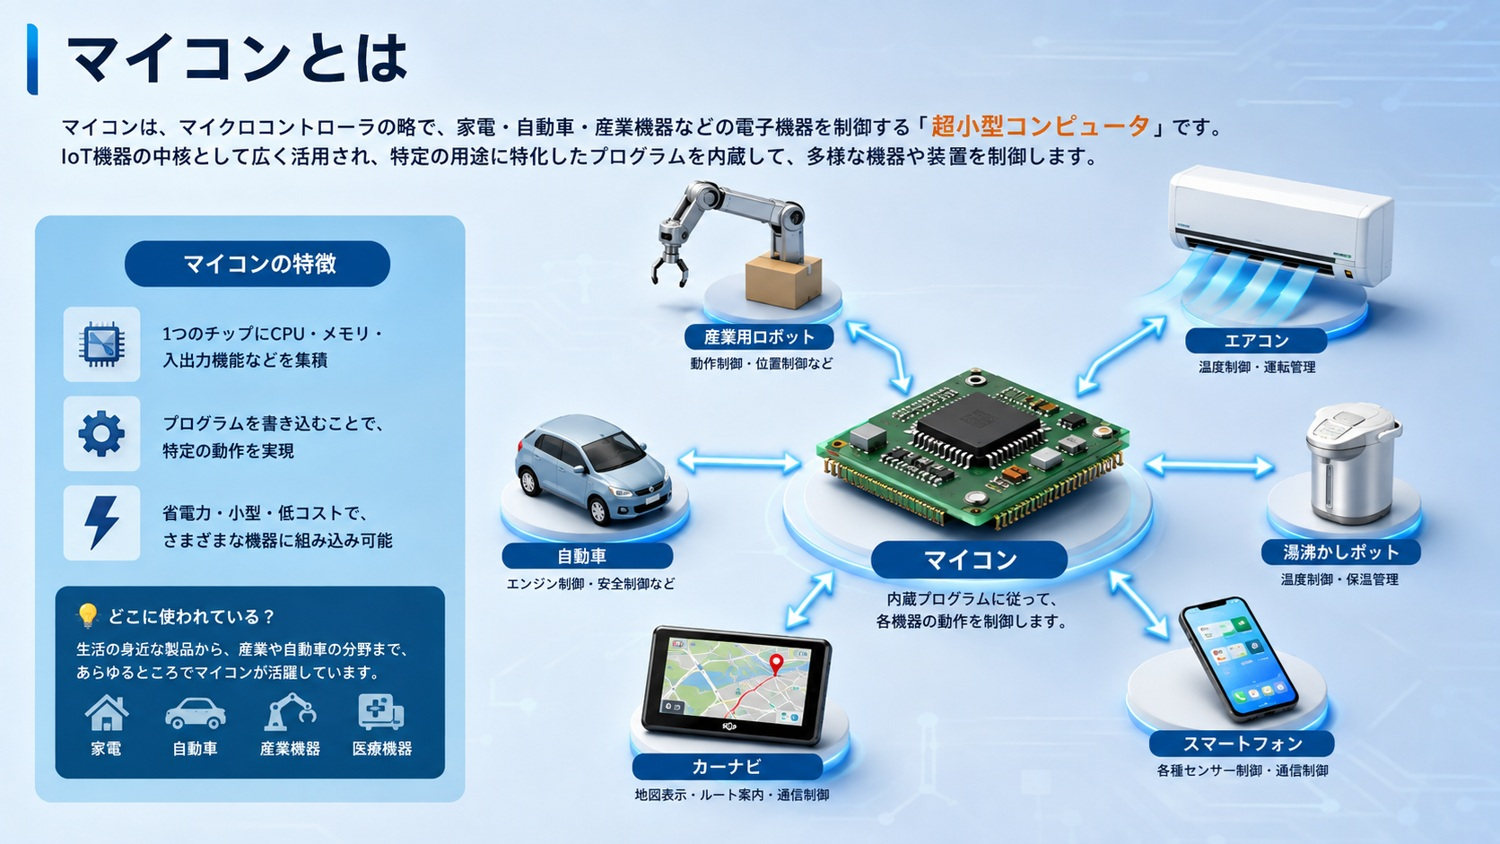 マイコンとは
マイコンは、マイクロコントローラの略で、家電・自動車・産業機器などの電子機器を制御する「超小型コンピュータ」です。
IoT機器の中核として広く活用され、特定の用途に特化したプログラムを内蔵して、多様な機器や装置を制御します。
マイコンの特徴
1つのチップにCPU・メモリ・
入出力機能などを集積
プログラムを書き込むことで、
特定の動作を実現
省電力・小型・低コストで、
さまざまな機器に組み込み可能
どこに使われている？
生活の身近な製品から、産業や自動車の分野まで、
あらゆるところでマイコンが活躍しています。
家電
自動車
産業機器
医療機器
産業用ロボット
動作制御・位置制御など
エアコン
温度制御・運転管理
自動車
エンジン制御・安全制御など
マイコン
内蔵プログラムに従って、
各機器の動作を制御します。
湯沸かしポット
温度制御・保温管理
カーナビ
地図表示・ルート案内・通信制御
スマートフォン
各種センサー制御・通信制御